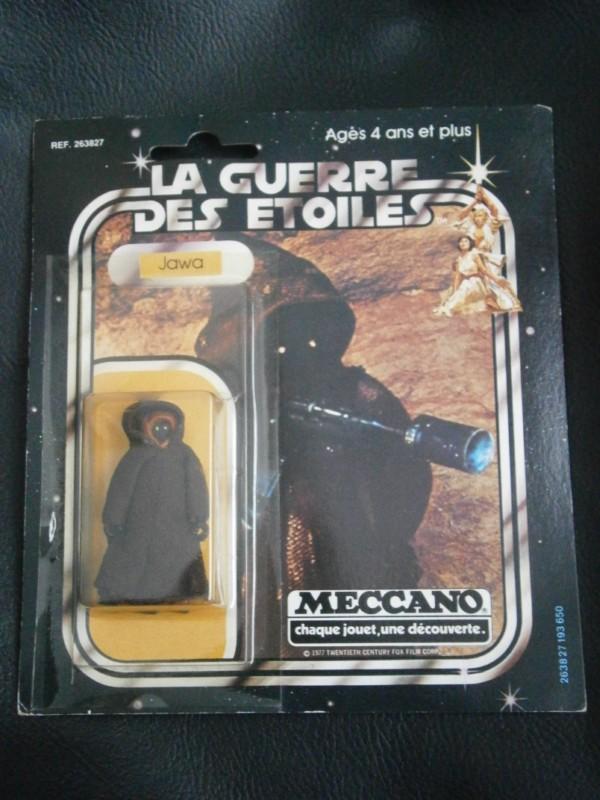 REF. 263827
Agès 4 ans et plus
LA GUERRE
DES ETOILES
Jawa
MECCANO
chaque jouet, une découverte.
© 1977 TWENTIETH CENTURY FOX FILM CORP.
263827 193 650